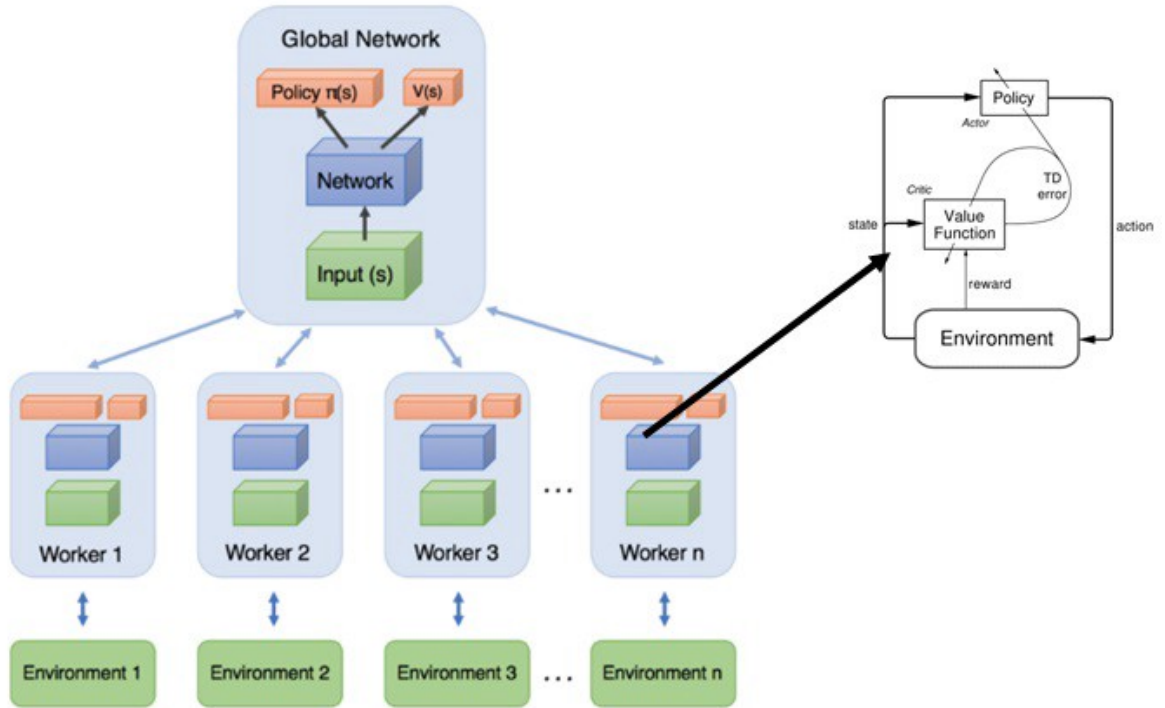 Global Network
Policy π(s)
V(s)
Network
Input (s)
Worker 1
Worker 2
Worker 3
...
Worker n
Environment 1
Environment 2
Environment 3
...
Environment n
Policy
Actor
TD
error
Critic
Value
Function
state
action
reward
Environment